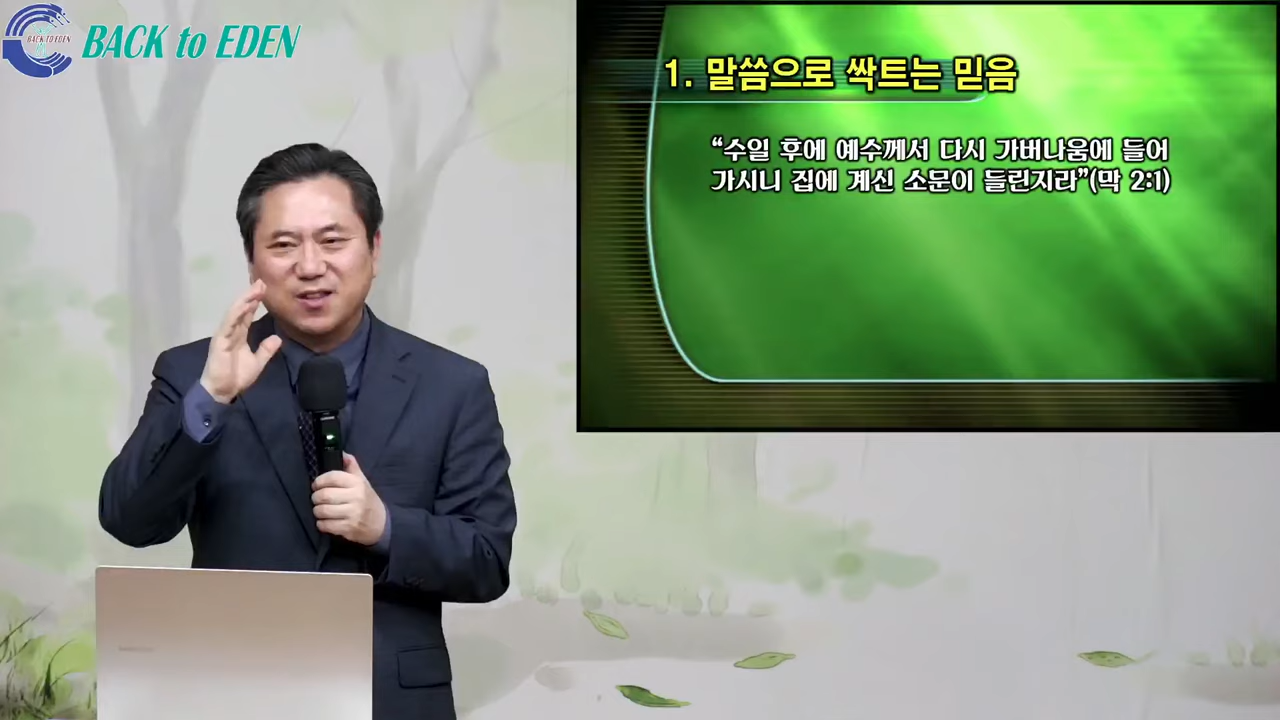 BACK TO EDEN
BACK to EDEN
1. 말씀으로 싹트는 믿음
“수일 후에 예수께서 다시 가버나움에 들어
가시니 집에 계신 소문이 들린지라”(막 2:1)